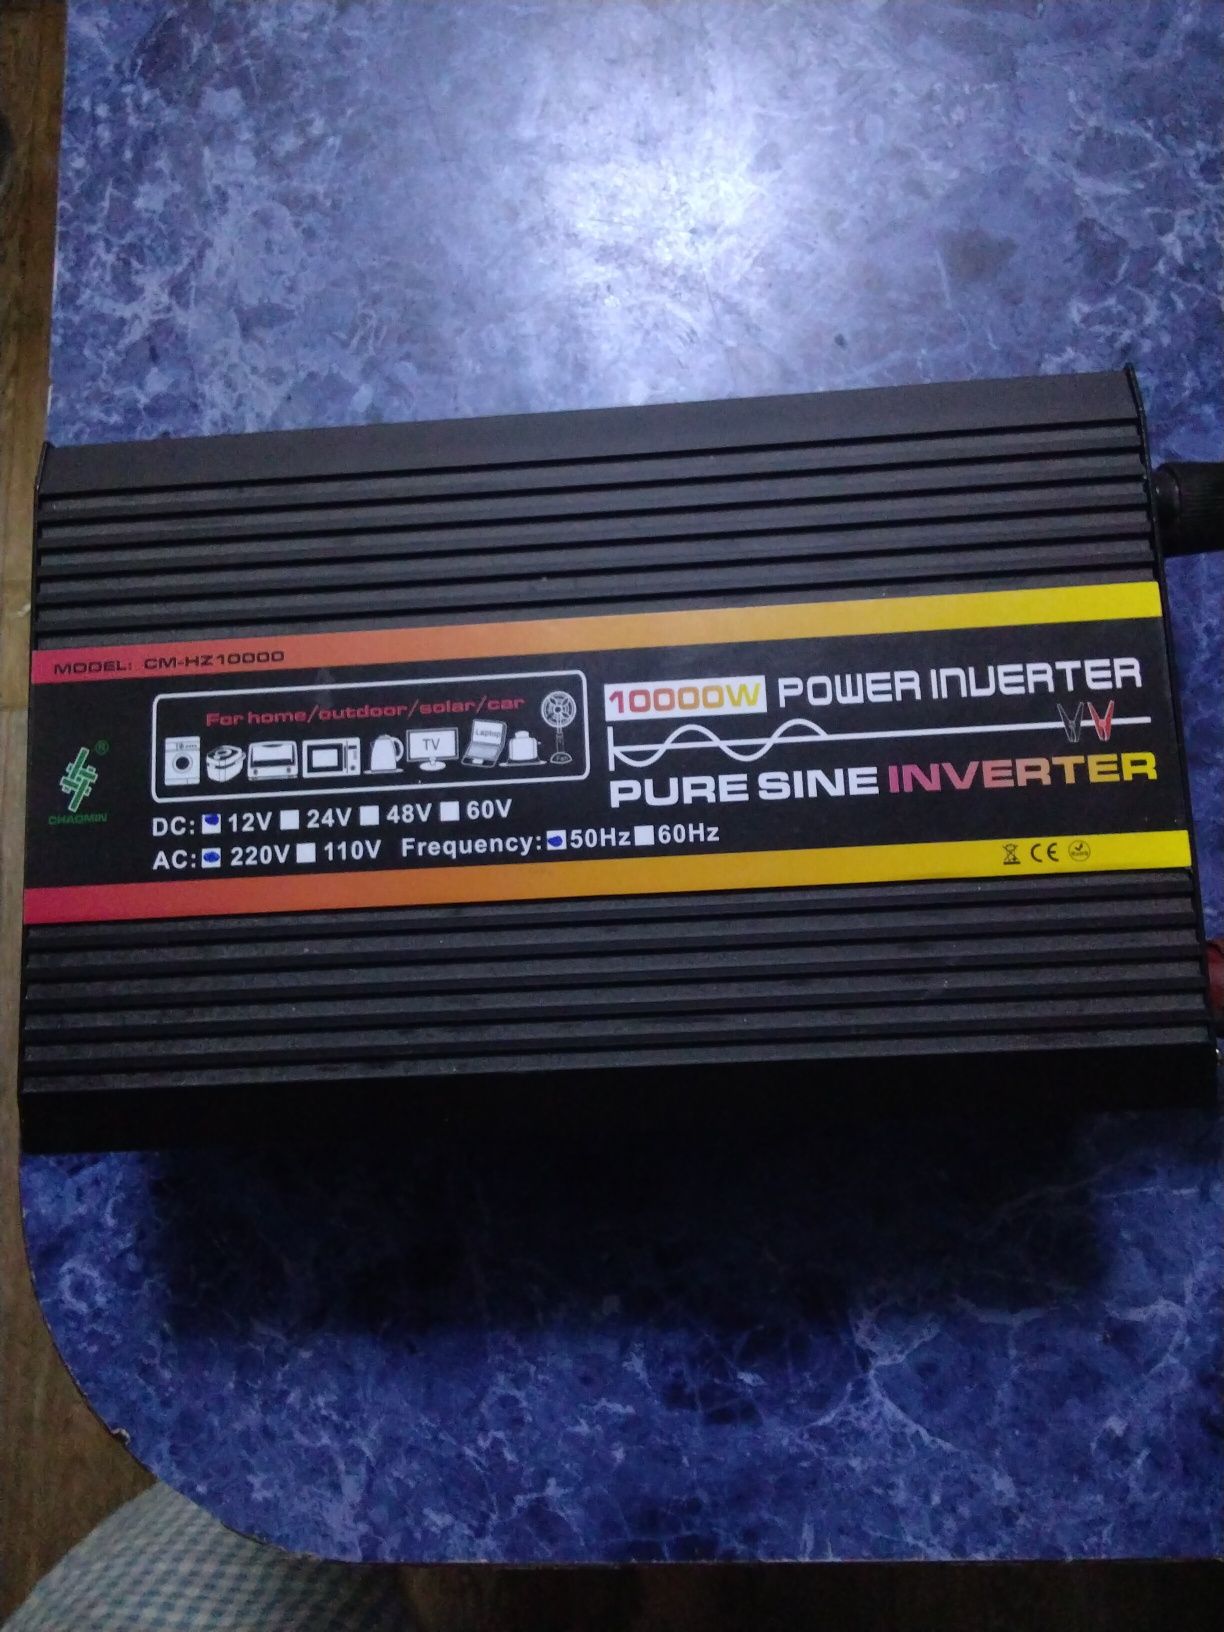 MODEL: CM-HZ10000
For home/outdoor/solar/car
TV
Laptop
10000W POWER INVERTER
PURE SINE INVERTER
CHAOMIN
®
DC: 12V 24V 48V 60V
AC: 220V 110V Frequency: 50Hz 60Hz
CE